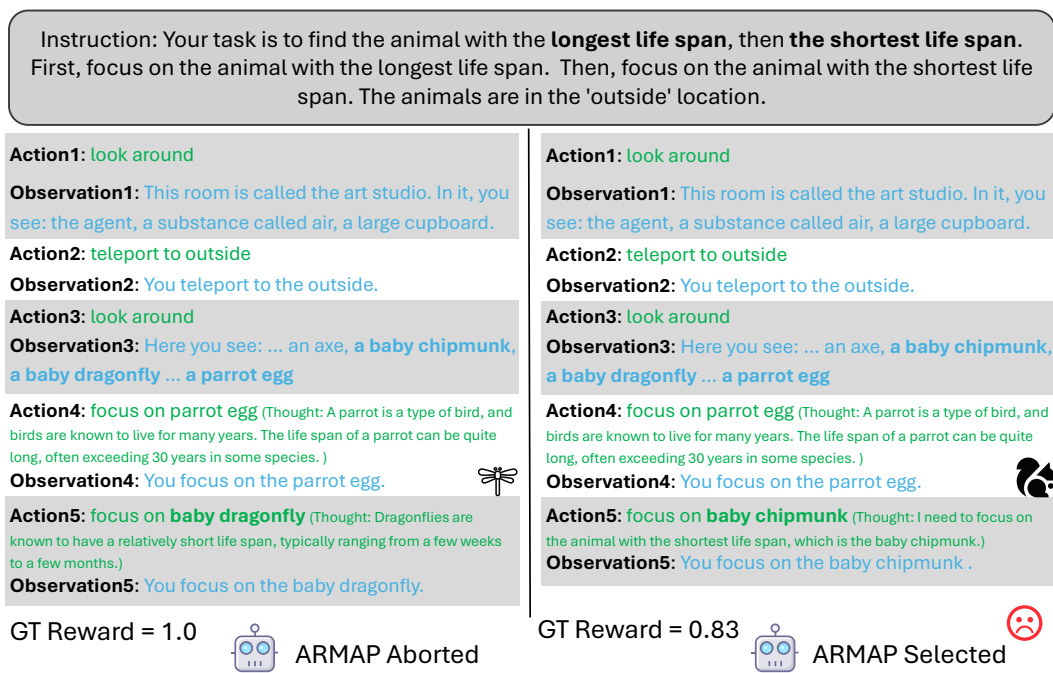 Instruction: Your task is to find the animal with the longest life span, then the shortest life span.
First, focus on the animal with the longest life span. Then, focus on the animal with the shortest life
span. The animals are in the 'outside' location.
Action1: look around
Observation1: This room is called the art studio. In it, you
see: the agent, a substance called air, a large cupboard.
Action2: teleport to outside
Observation2: You teleport to the outside.
Action3: look around
Observation3: Here you see: ... an axe, a baby chipmunk,
a baby dragonfly ... a parrot egg
Action4: focus on parrot egg (Thought: A parrot is a type of bird, and
birds are known to live for many years. The life span of a parrot can be quite
long, often exceeding 30 years in some species. )
Observation4: You focus on the parrot egg.
Action5: focus on baby dragonfly (Thought: Dragonflies are
known to have a relatively short life span, typically ranging from a few weeks
to a few months.)
Observation5: You focus on the baby dragonfly.
GT Reward = 1.0
ARMAP Aborted
Action1: look around
Observation1: This room is called the art studio. In it, you
see: the agent, a substance called air, a large cupboard.
Action2: teleport to outside
Observation2: You teleport to the outside.
Action3: look around
Observation3: Here you see: ... an axe, a baby chipmunk,
a baby dragonfly ... a parrot egg
Action4: focus on parrot egg (Thought: A parrot is a type of bird, and
birds are known to live for many years. The life span of a parrot can be quite
long, often exceeding 30 years in some species. )
Observation4: You focus on the parrot egg.
Action5: focus on baby chipmunk (Thought: I need to focus on
the animal with the shortest life span, which is the baby chipmunk.)
Observation5: You focus on the baby chipmunk .
GT Reward = 0.83
ARMAP Selected